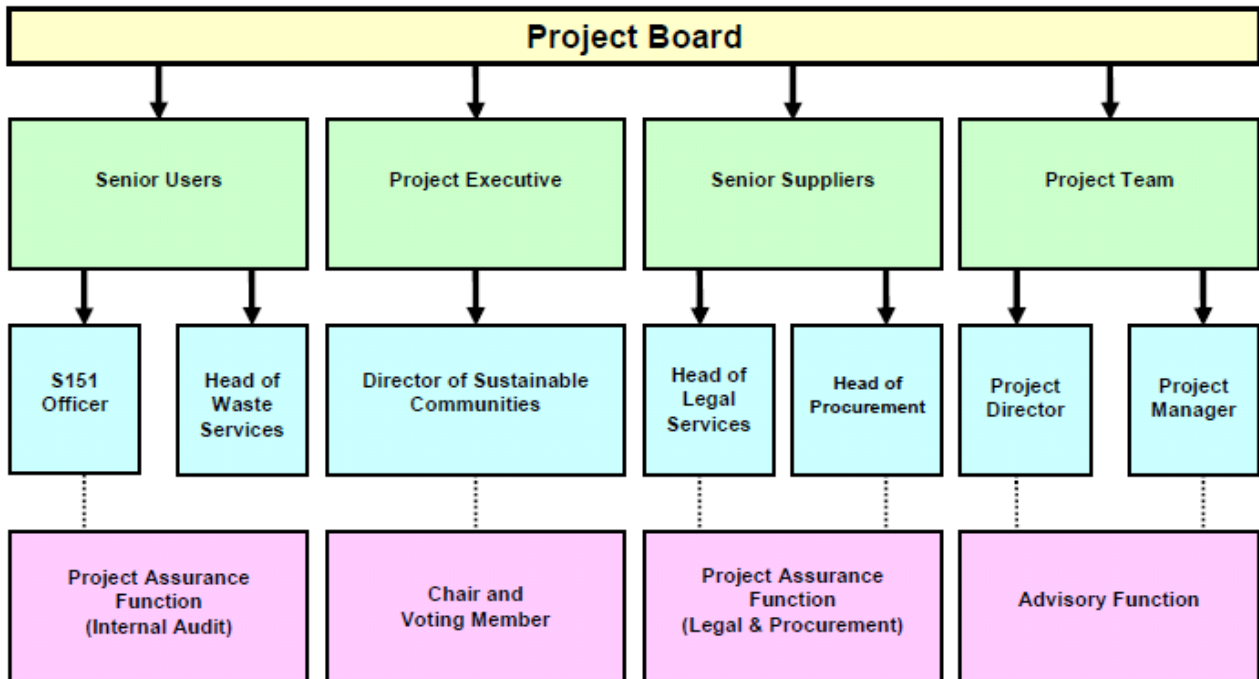 Project Board
Senior Users
Project Executive
Senior Suppliers
Project Team
S151
Officer
Head of
Waste
Services
Director of Sustainable
Communities
Head of
Legal
Services
Head of
Procurement
Project
Director
Project
Manager
Project Assurance
Function
(Internal Audit)
Chair and
Voting Member
Project Assurance
Function
(Legal & Procurement)
Advisory Function